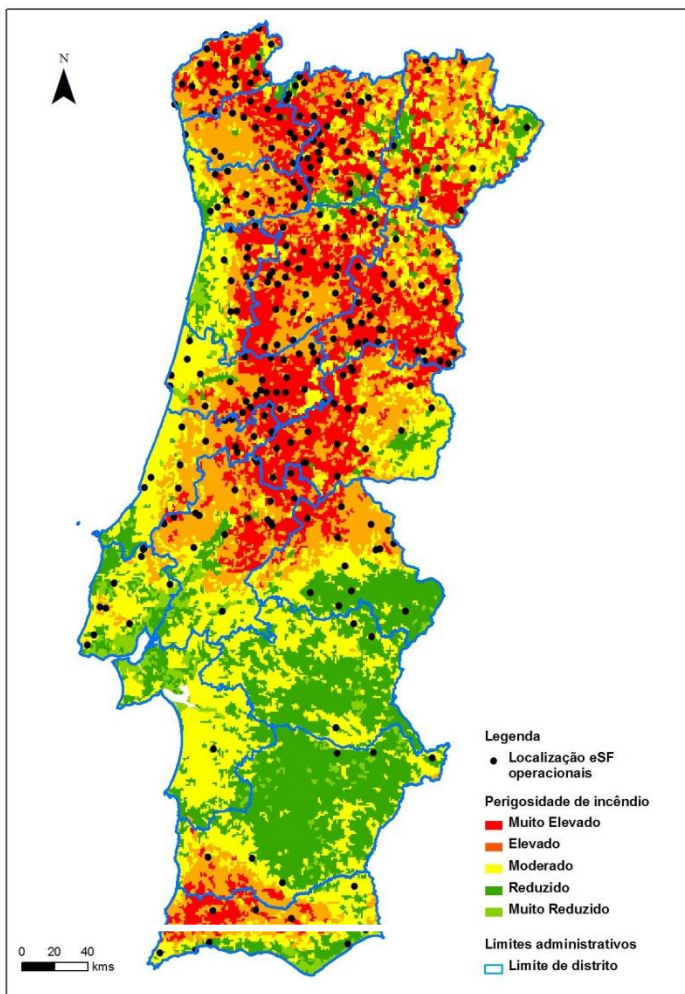 N
Legenda
Localização eSF
operacionais
Perigosidade de incêndio
Muito Elevado
Elevado
Moderado
Reduzido
Muito Reduzido
Limites administrativos
Limite de distrito
0 20 40
kms